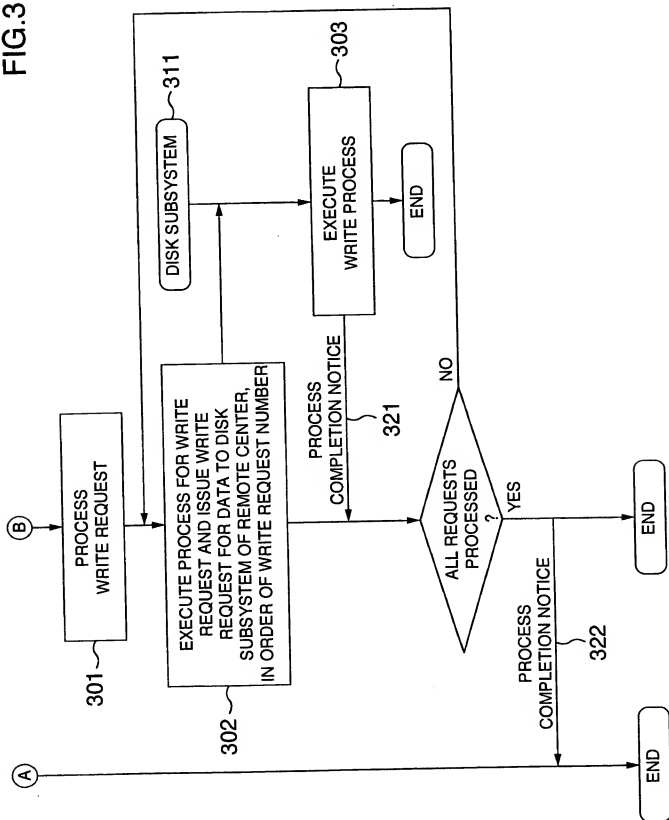 FIG.3
A
B
PROCESS
WRITE REQUEST
301
EXECUTE PROCESS FOR WRITE
REQUEST AND ISSUE WRITE
REQUEST FOR DATA TO DISK
SUBSYSTEM OF REMOTE CENTER,
IN ORDER OF WRITE REQUEST NUMBER
302
DISK SUBSYSTEM
311
EXECUTE
WRITE PROCESS
303
END
PROCESS
COMPLETION NOTICE
321
ALL REQUESTS
PROCESSED
?
NO
YES
PROCESS
COMPLETION NOTICE
322
END
END